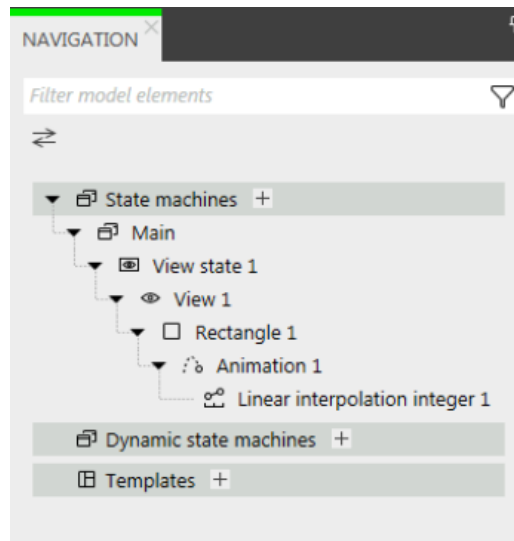 NAVIGATION
Filter model elements
State machines
Main
View state 1
View 1
Rectangle 1
Animation 1
Linear interpolation integer 1
Dynamic state machines
Templates